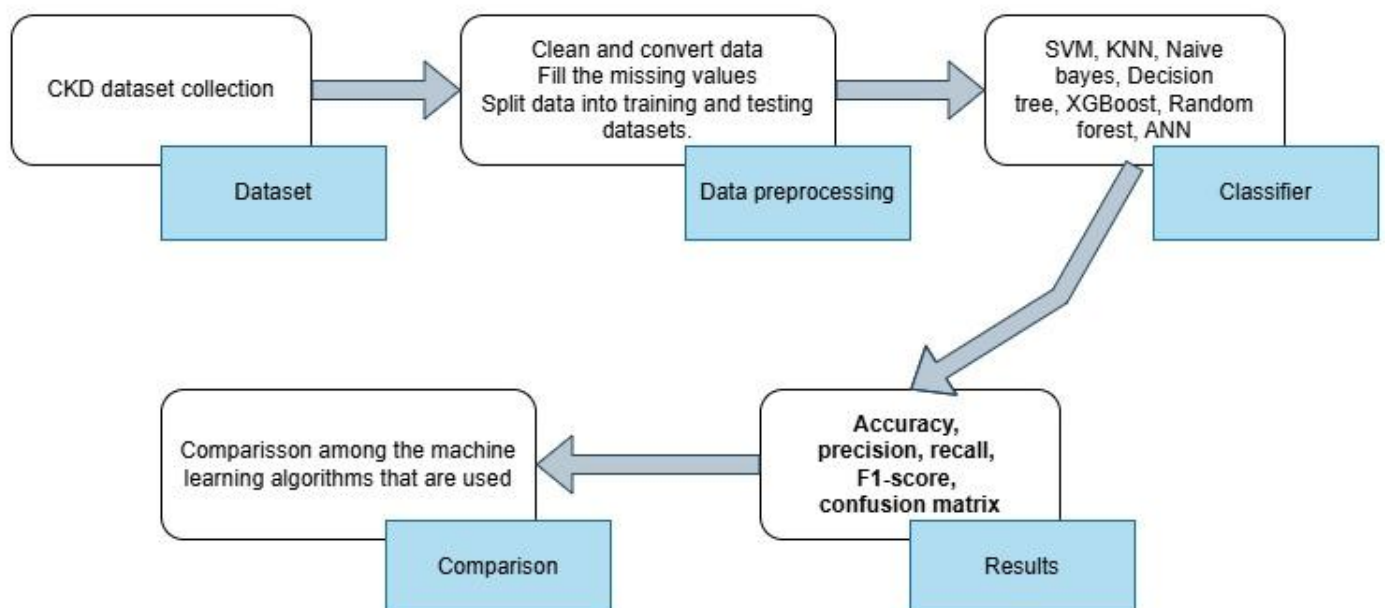 CKD dataset collection
Dataset
Clean and convert data
Fill the missing values
Split data into training and testing
datasets.
Data preprocessing
SVM, KNN, Naive
bayes, Decision
tree, XGBoost, Random
forest, ANN
Classifier
Accuracy,
precision, recall,
F1-score,
confusion matrix
Results
Comparisson among the machine
learning algorithms that are used
Comparison